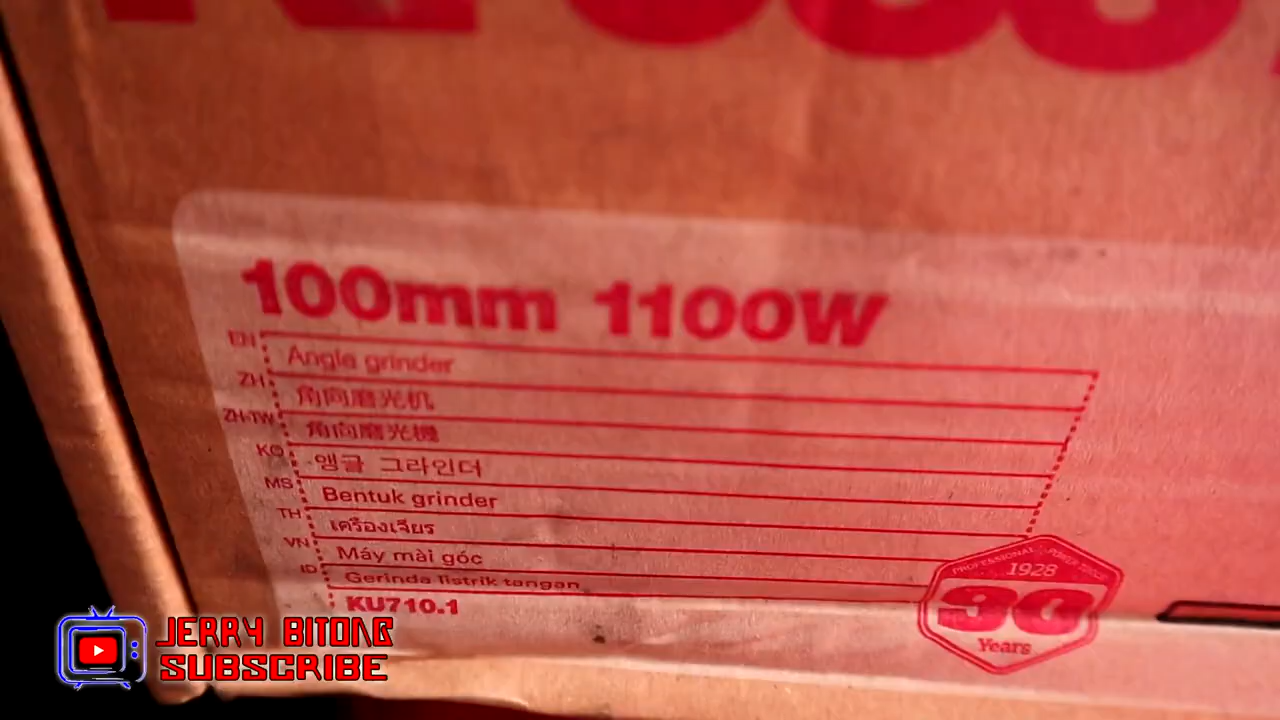 100mm 1100W
EN Angle grinder
ZH 角向磨光机
ZH-TW 角向磨光機
KO 앵글 그라인더
MS Bentuk grinder
TH เครื่องเจียร
VN Máy mài góc
ID Gerinda listrik tangan
KU710.1
PROFESSIONAL POWER
1928
90
Years
JERRY BITONG
SUBSCRIBE